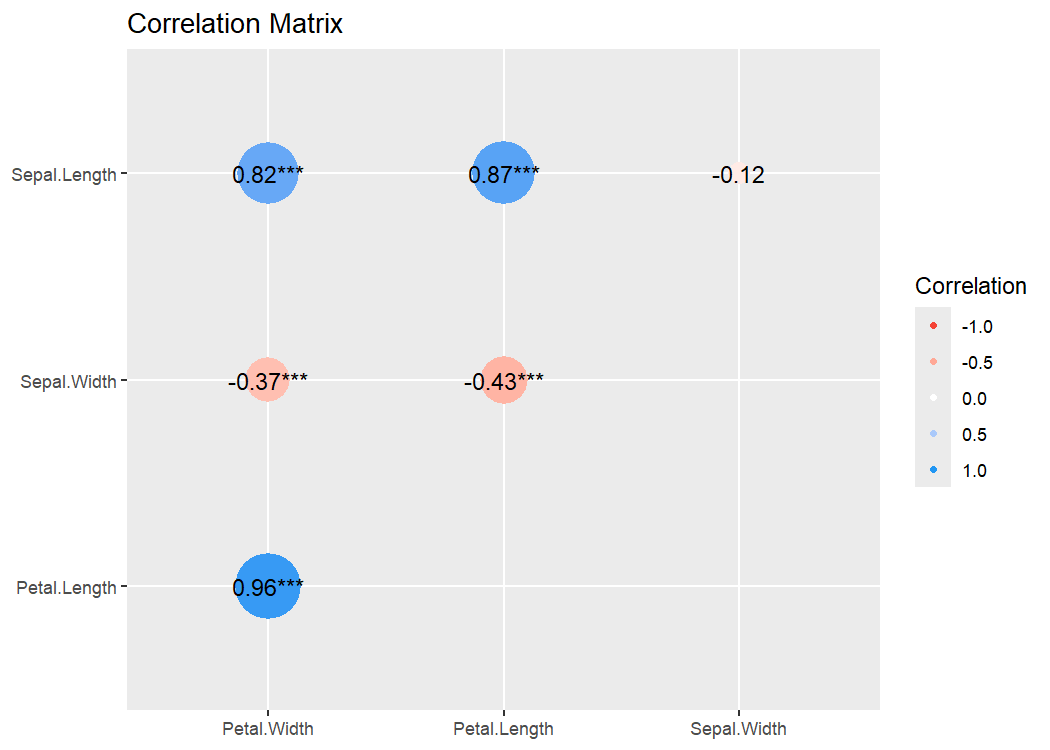 Correlation Matrix
Sepal.Length
0.82***
0.87***
-0.12
Sepal.Width
-0.37***
-0.43***
Petal.Length
0.96***
Petal.Width
Petal.Length
Sepal.Width
Correlation
-1.0
-0.5
0.0
0.5
1.0